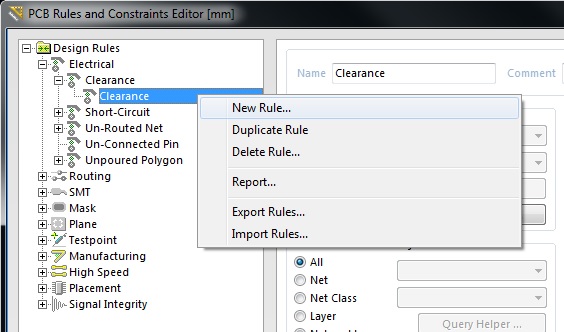 PCB Rules and Constraints Editor [mm]
Design Rules
Electrical
Clearance
Clearance
Short-Circuit
Un-Routed Net
Un-Connected Pin
Unpoured Polygon
Routing
SMT
Mask
Plane
Testpoint
Manufacturing
High Speed
Placement
Signal Integrity
Name Clearance Comment
New Rule...
Duplicate Rule
Delete Rule...
Report...
Export Rules...
Import Rules...
All
Net
Net Class
Layer
Query Helper ...